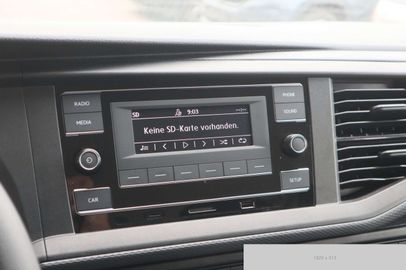 RADIO
MEDIA
CAR
SD 9:03
Keine SD-Karte vorhanden.
PHONE
SOUND
SETUP